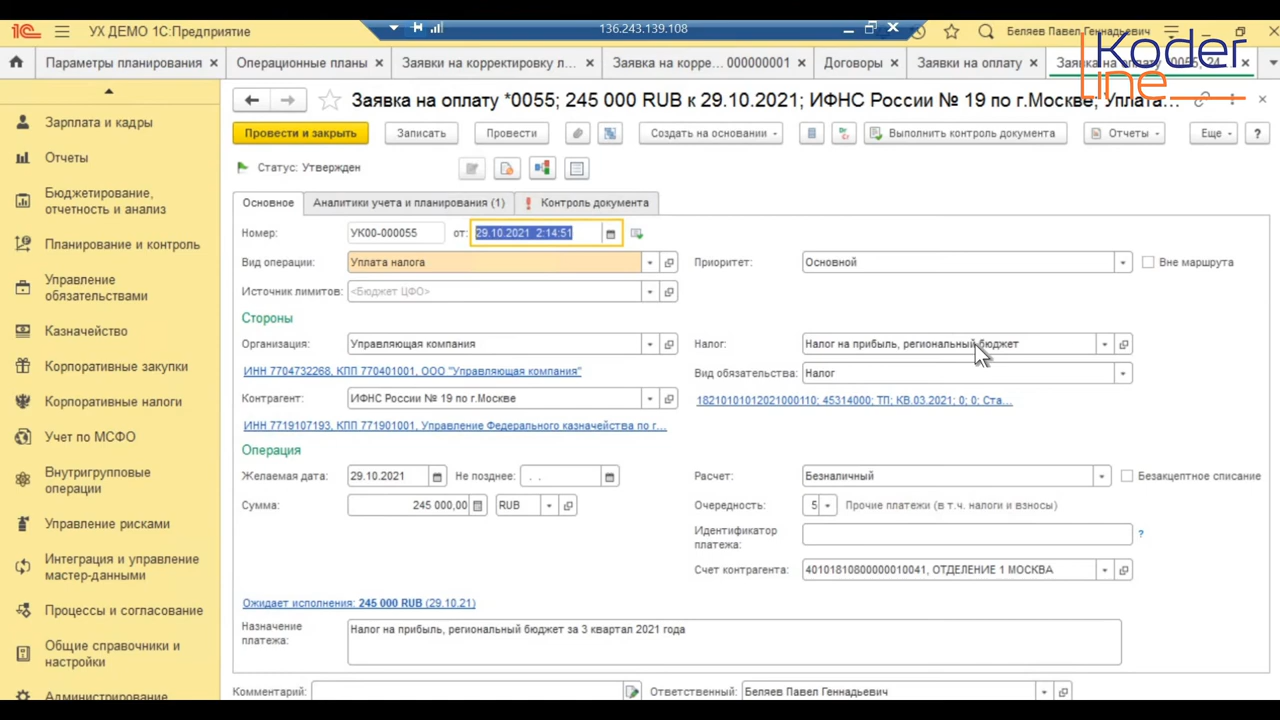 136.243.139.108
УХ ДЕМО 1С:Предприятие
Беляев Павел Геннадьевич
Koder line
Параметры планирования
Операционные планы
Заявки на корректировку л...
Заявка на корре... 000000001
Договоры
Заявки на оплату
Заявка на оплату
Заявка на оплату *0055; 245 000 RUB к 29.10.2021; ИФНС России № 19 по г.Москве; Уплата...
Провести и закрыть
Записать
Провести
Создать на основании
Выполнить контроль документа
Отчеты
Еще
?
Статус: Утвержден
Основное
Аналитики учета и планирования (1)
Контроль документа
Номер: УК00-000055 от: 29.10.2021 2:14:51
Вид операции: Уплата налога
Приоритет: Основной
Вне маршрута
Источник лимитов: <Бюджет ЦФО>
Стороны
Организация: Управляющая компания
Налог: Налог на прибыль, региональный бюджет
ИНН 7704732268, КПП 770401001, ООО "Управляющая компания"
Вид обязательства: Налог
Контрагент: ИФНС России № 19 по г.Москве
18210101012021000110; 45314000; ТП; КВ.03.2021; 0; 0; Ста...
ИНН 7719107193, КПП 771901001, Управление Федерального казначейства по г...
Операция
Желаемая дата: 29.10.2021 Не позднее: . .
Расчет: Безналичный
Безакцептное списание
Сумма: 245 000,00 RUB
Очередность: 5 Прочие платежи (в т.ч. налоги и взносы)
Идентификатор
платежа:
?
Счет контрагента: 40101810800000010041, ОТДЕЛЕНИЕ 1 МОСКВА
Ожидает исполнения: 245 000 RUB (29.10.21)
Назначение
платежа:
Налог на прибыль, региональный бюджет за 3 квартал 2021 года
Комментарий:
Ответственный: Беляев Павел Геннадьевич
Зарплата и кадры
Отчеты
Бюджетирование,
отчетность и анализ
Планирование и контроль
Управление
обязательствами
Казначейство
Корпоративные закупки
Корпоративные налоги
Учет по МСФО
Внутригрупповые
операции
Управление рисками
Интеграция и управление
мастер-данными
Процессы и согласование
Общие справочники и
настройки
Администрирование